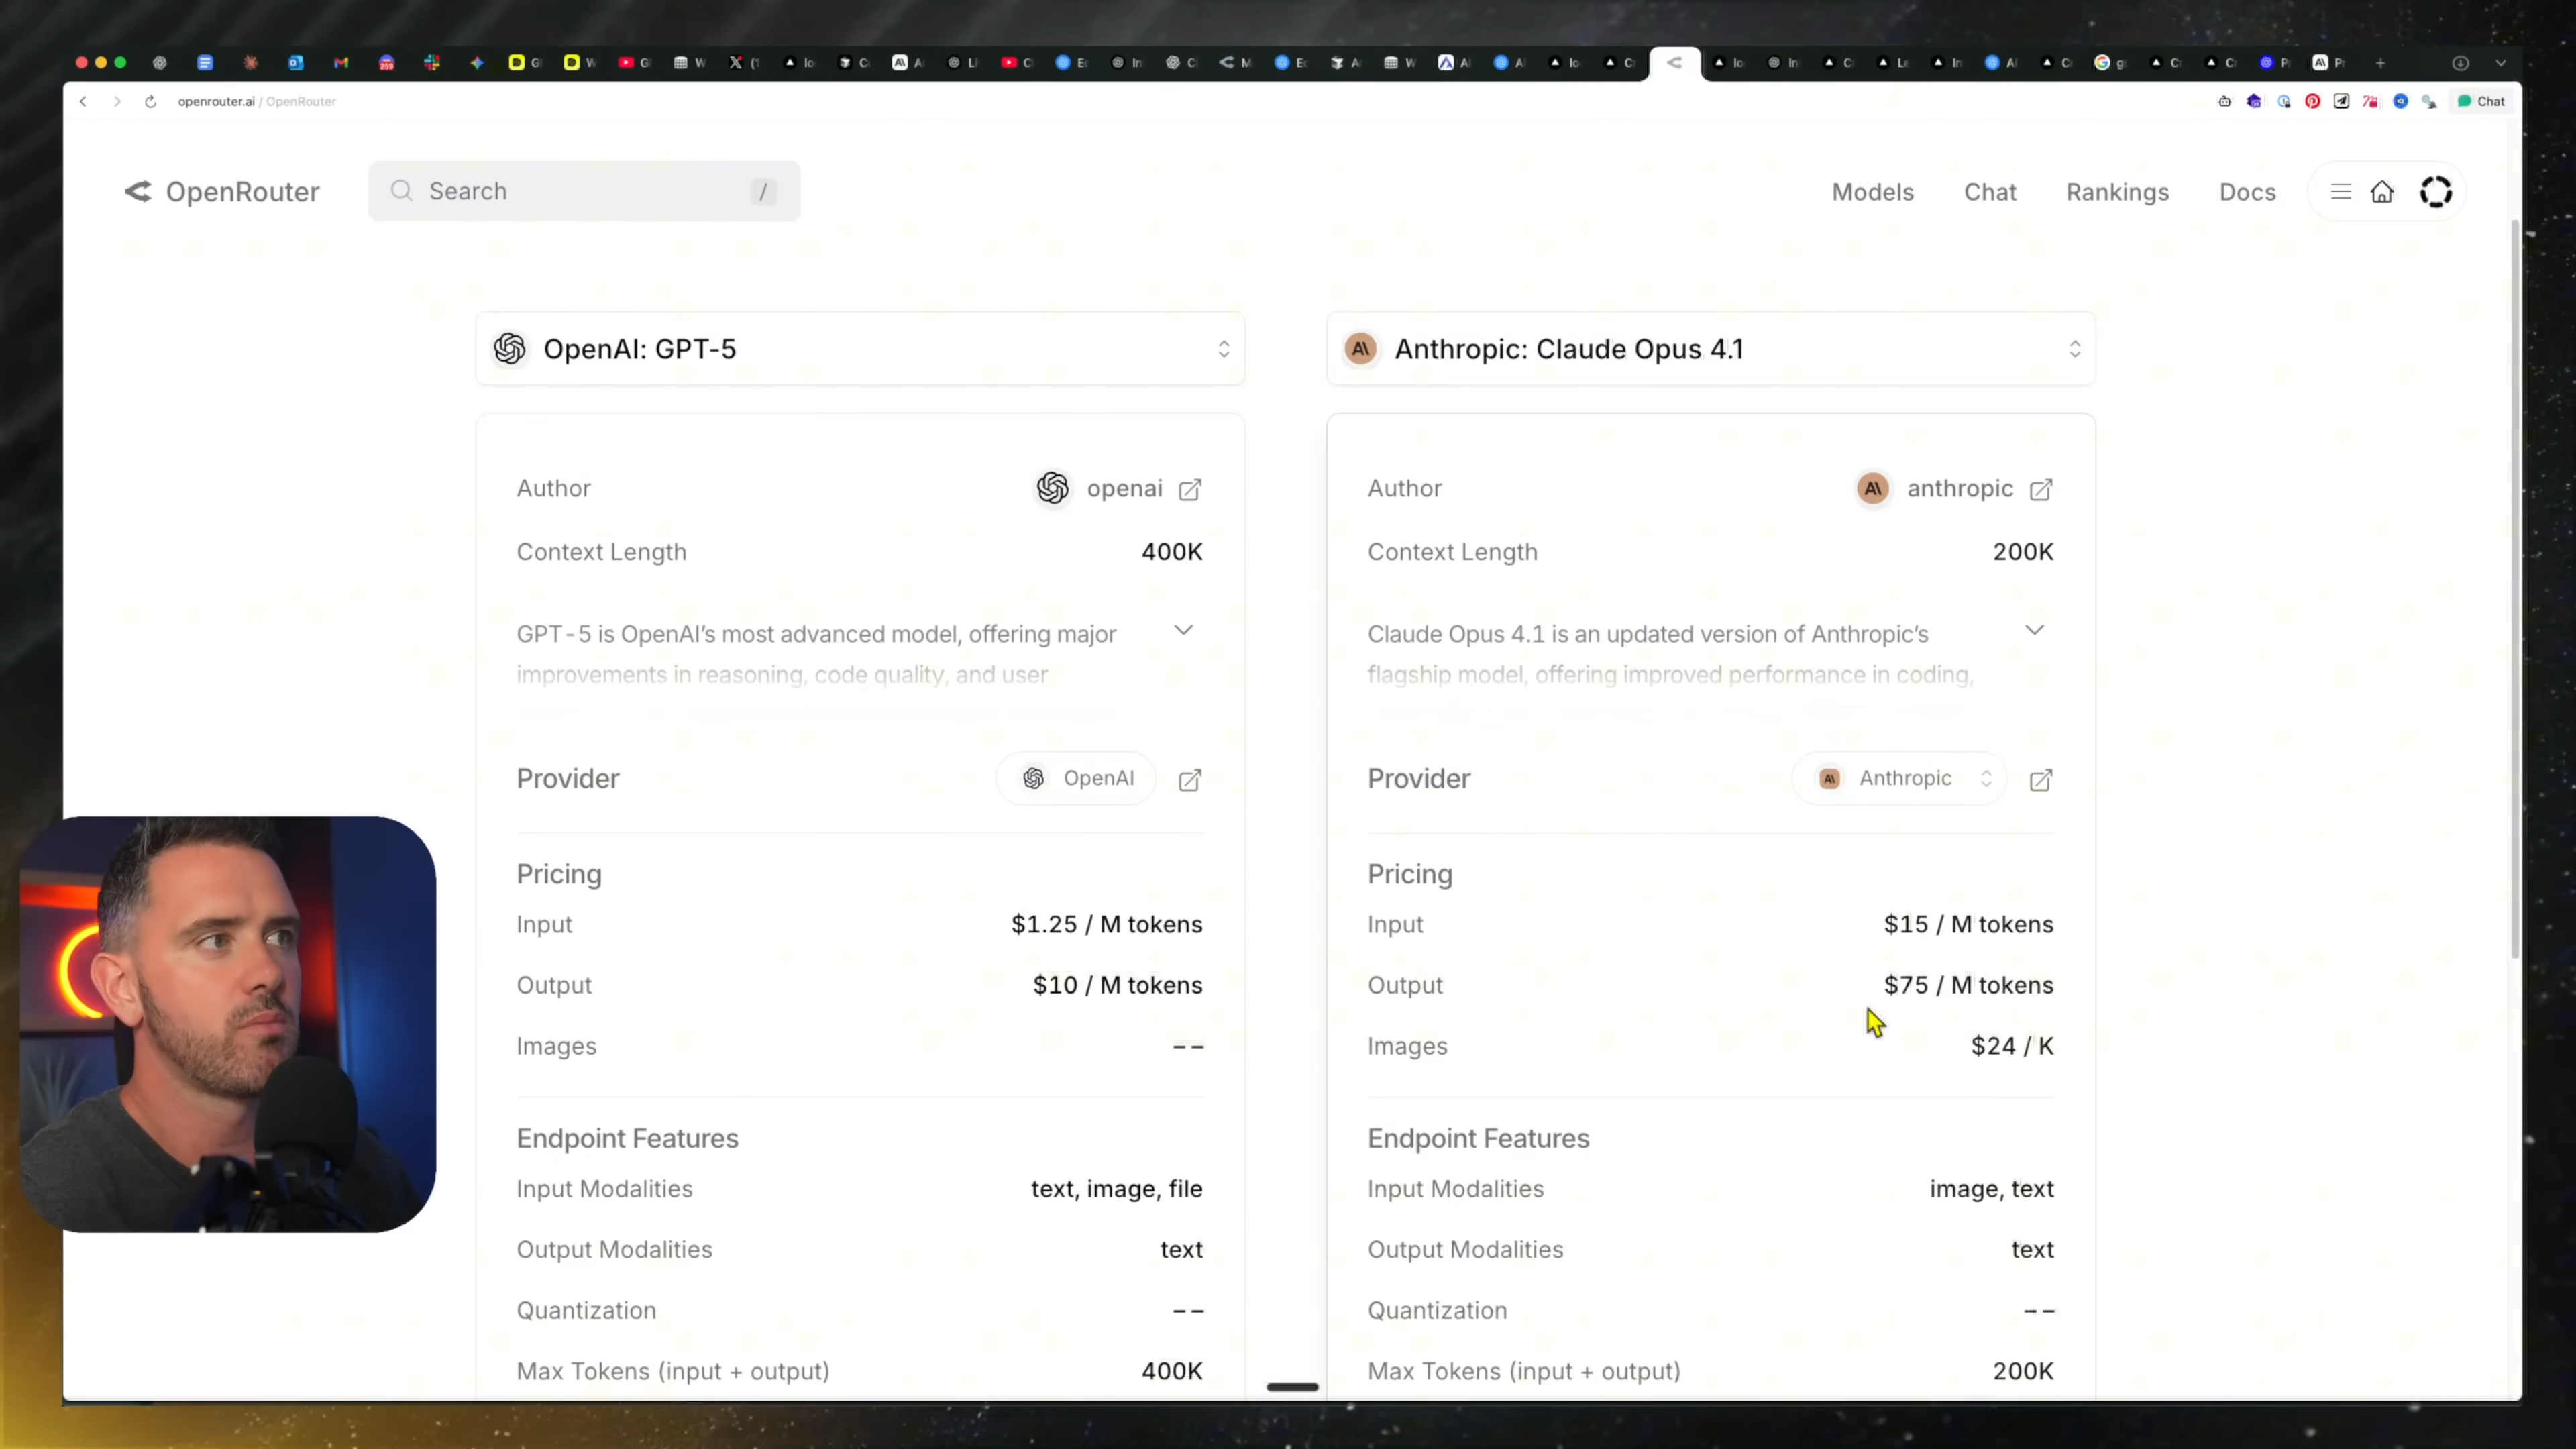 openrouter.ai / OpenRouter
Chat
OpenRouter
Search
/
Models
Chat
Rankings
Docs
OpenAI: GPT-5
Author
openai
Context Length
400K
GPT-5 is OpenAI's most advanced model, offering major
improvements in reasoning, code quality, and user
Provider
OpenAI
Pricing
Input
$1.25 / M tokens
Output
$10 / M tokens
Images
--
Endpoint Features
Input Modalities
text, image, file
Output Modalities
text
Quantization
--
Max Tokens (input + output)
400K
Anthropic: Claude Opus 4.1
Author
anthropic
Context Length
200K
Claude Opus 4.1 is an updated version of Anthropic's
flagship model, offering improved performance in coding,
Provider
Anthropic
Pricing
Input
$15 / M tokens
Output
$75 / M tokens
Images
$24 / K
Endpoint Features
Input Modalities
image, text
Output Modalities
text
Quantization
--
Max Tokens (input + output)
200K